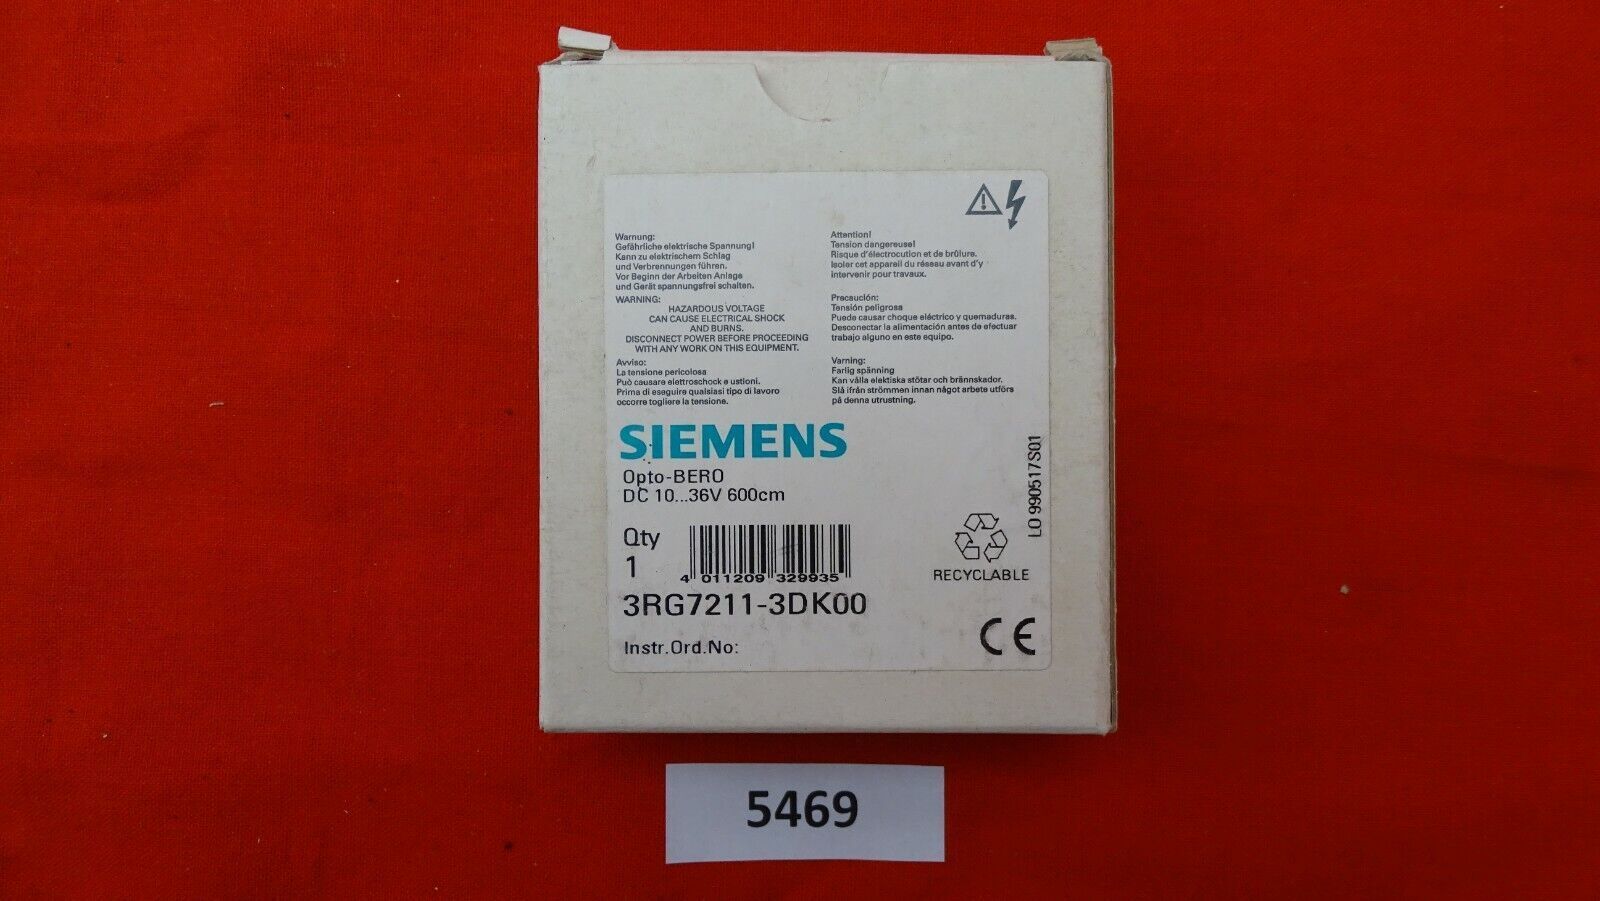 Warnung:
Gefährliche elektrische Spannung!
Kann zu elektrischem Schlag
und Verbrennungen führen.
Vor Beginn der Arbeiten Anlage
und Gerät spannungsfrei schalten.
WARNING:
HAZARDOUS VOLTAGE
CAN CAUSE ELECTRICAL SHOCK
AND BURNS.
DISCONNECT POWER BEFORE PROCEEDING
WITH ANY WORK ON THIS EQUIPMENT.
Avviso:
La tensione pericolosa
Può causare elettroschock e ustioni.
Prima di eseguire qualsiasi tipo di lavoro
occorre togliere la tensione.
Attention!
Tension dangereuse!
Risque d'électrocution et de brûlure.
Isoler cet appareil du réseau avant d'y
intervenir pour travaux.
Precaución:
Tensión peligrosa
Puede causar choque eléctrico y quemaduras.
Desconectar la alimentación antes de efectuar
trabajo alguno en este equipo.
Varning:
Farlig spänning
Kan vålla elektiska stötar och brännskador.
Slå ifrån strömmen innan något arbete utförs
på denna utrustning.
SIEMENS
Opto-BERO
DC 10...36V 600cm
Qty
1
4 011209 329935
3RG7211-3DK00
Instr.Ord.No:
LO 990517S01
RECYCLABLE
CE
5469